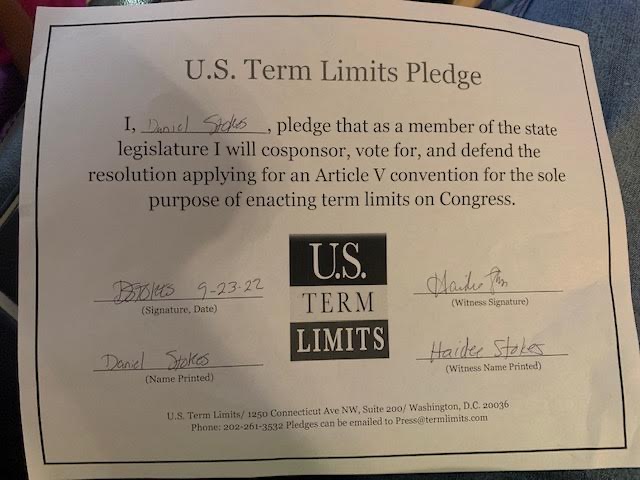 U.S. Term Limits Pledge
I, Daniel Stokes, pledge that as a member of the state
legislature I will cosponsor, vote for, and defend the
resolution applying for an Article V convention for the sole
purpose of enacting term limits on Congress.
U.S.
TERM
LIMITS
9-23-22
(Signature, Date)
Daniel Stokes
(Name Printed)
(Witness Signature)
Haidee Stokes
(Witness Name Printed)
U.S. Term Limits/ 1250 Connecticut Ave NW, Suite 200/ Washington, D.C. 20036
Phone: 202-261-3532 Pledges can be emailed to Press@termlimits.com